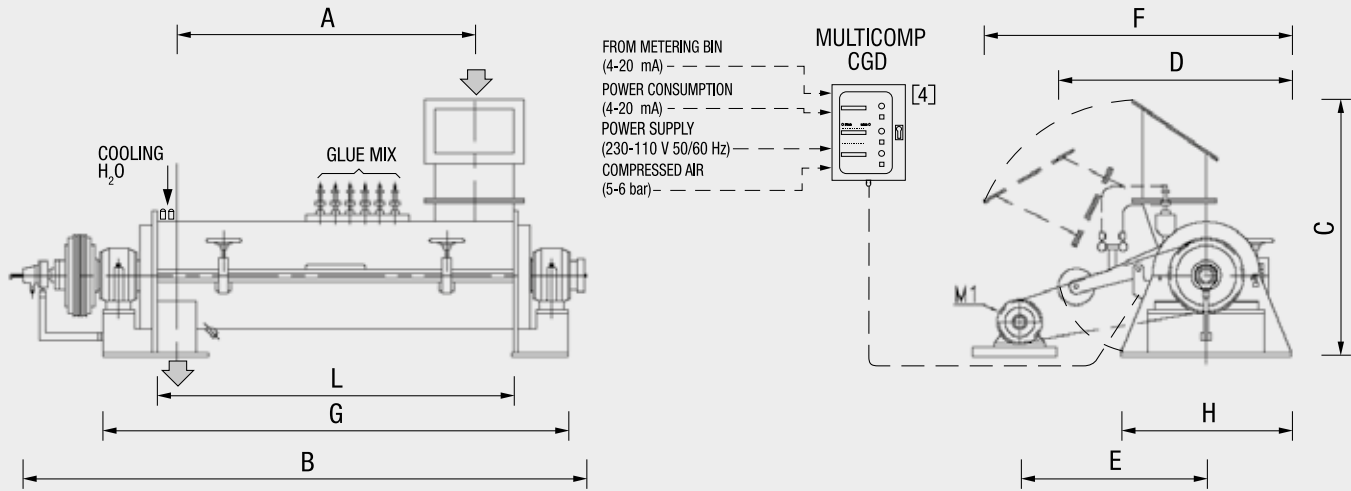 A
F
FROM METERING BIN
(4-20 mA)
MULTICOMP
CGD
D
POWER CONSUMPTION
(4-20 mA)
[4]
POWER SUPPLY
(230-110 V 50/60 Hz)
COOLING
H₂O
GLUE MIX
COMPRESSED AIR
(5-6 bar)
C
M1
L
G
H
B
E